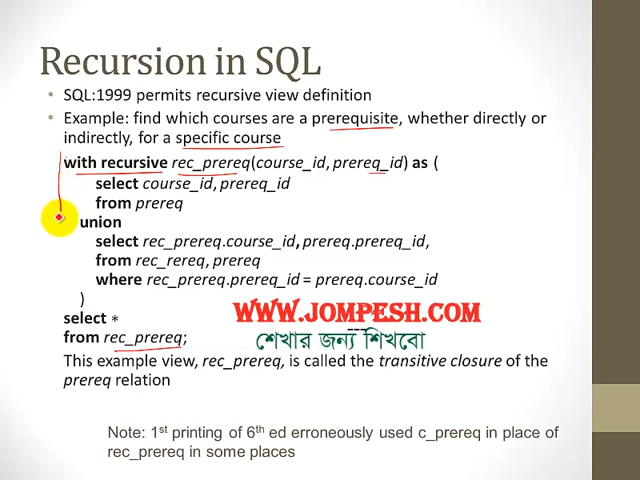 Recursion in SQL
• SQL:1999 permits recursive view definition
• Example: find which courses are a prerequisite, whether directly or
indirectly, for a specific course
with recursive rec_prereq(course_id, prereq_id) as (
select course_id, prereq_id
from prereq
union
select rec_prereq.course_id, prereq.prereq_id,
from rec_rereq, prereq
where rec_prereq.prereq_id = prereq.course_id
)
select ∗
from rec_prereq;
WWW.JOMPESH.COM
শেখার জন্য শিখবো
This example view, rec_prereq, is called the transitive closure of the
prereq relation
Note: 1st printing of 6th ed erroneously used c_prereq in place of
rec_prereq in some places